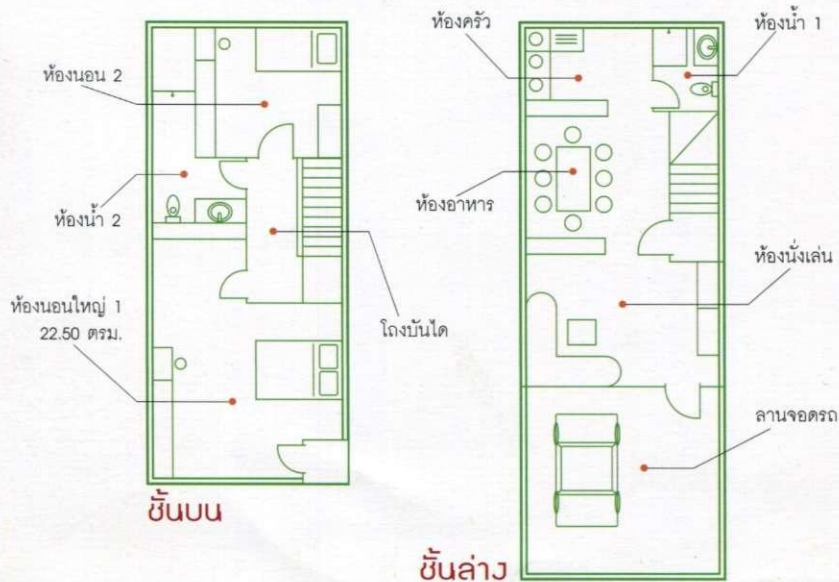 ห้องนอน 2
ห้องน้ำ 2
ห้องนอนใหญ่ 1
22.50 ตรม.
โถงบันได
ชั้นบน
ห้องครัว
ห้องน้ำ 1
ห้องอาหาร
ห้องนั่งเล่น
ลานจอดรถ
ชั้นล่าง